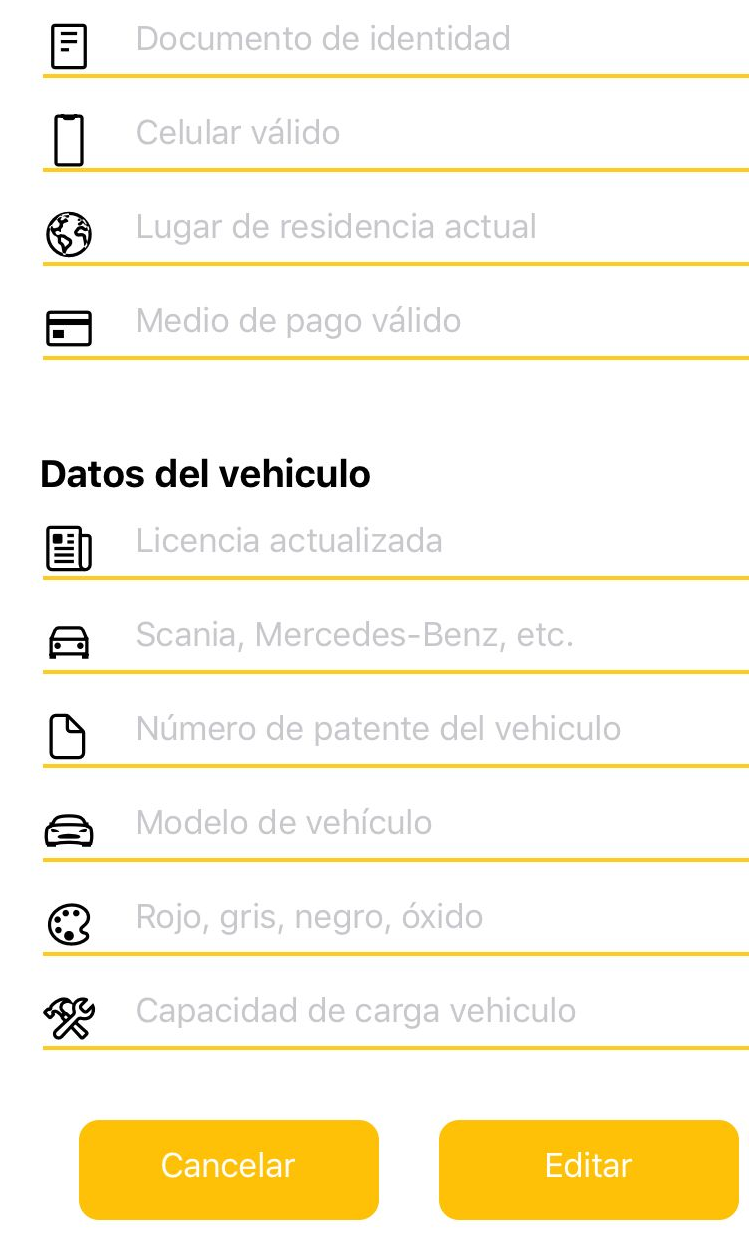 Documento de identidad
Celular válido
Lugar de residencia actual
Medio de pago válido
Datos del vehiculo
Licencia actualizada
Scania, Mercedes-Benz, etc.
Número de patente del vehiculo
Modelo de vehículo
Rojo, gris, negro, óxido
Capacidad de carga vehiculo
Cancelar
Editar